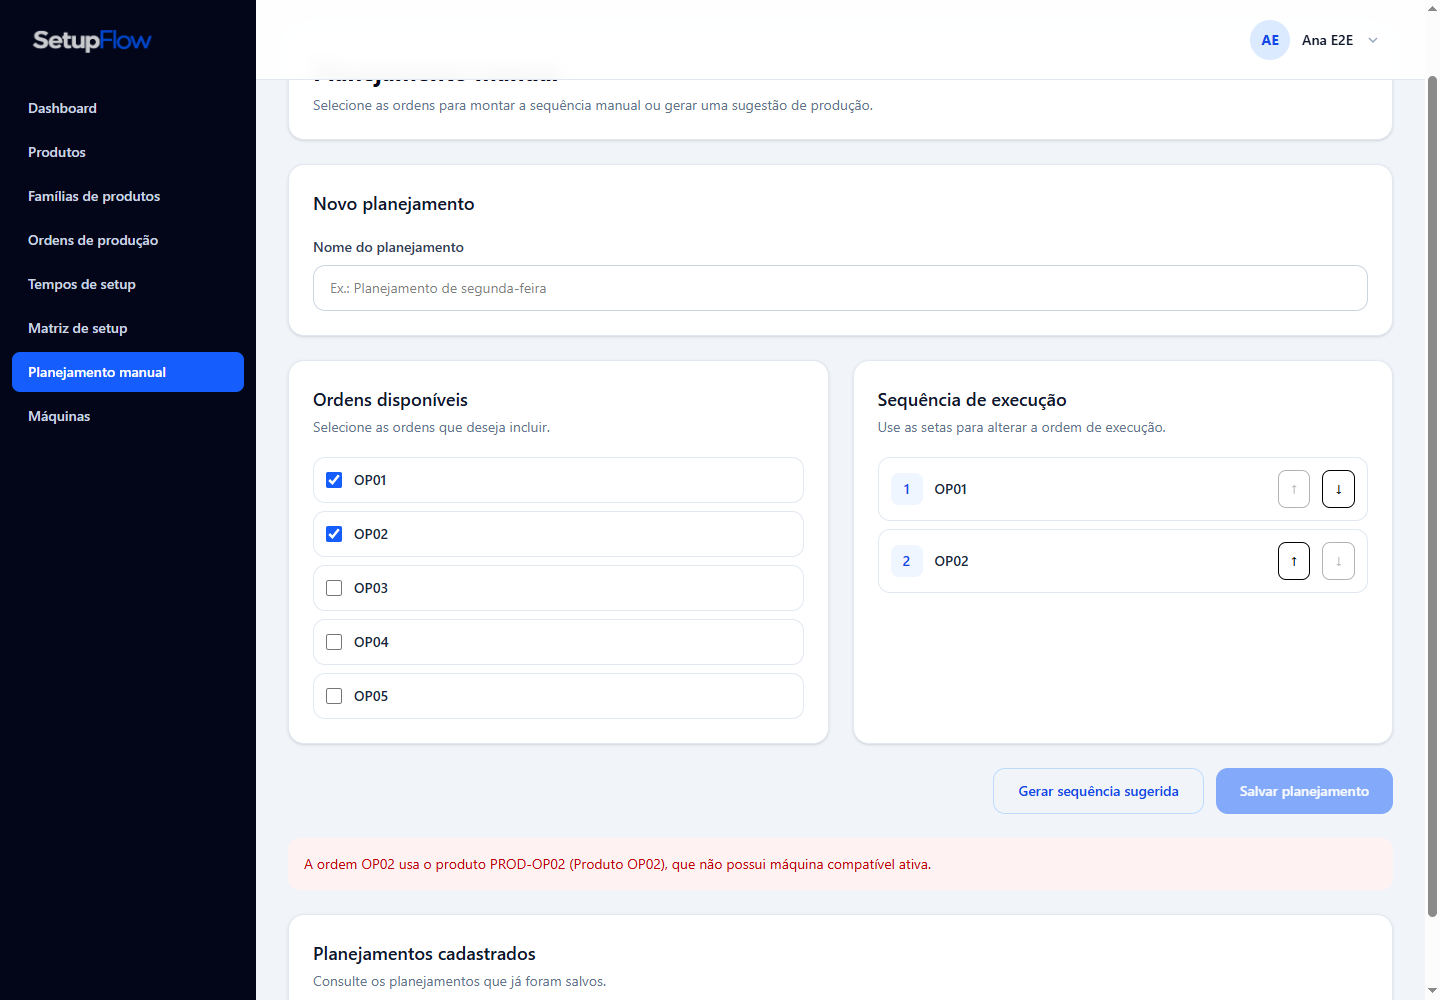 SetupFlow
AE
Ana E2E
Dashboard
Produtos
Famílias de produtos
Ordens de produção
Tempos de setup
Matriz de setup
Planejamento manual
Máquinas
Planejamento manual
Selecione as ordens para montar a sequência manual ou gerar uma sugestão de produção.
Novo planejamento
Nome do planejamento
Ex.: Planejamento de segunda-feira
Ordens disponíveis
Selecione as ordens que deseja incluir.
OP01
OP02
OP03
OP04
OP05
Sequência de execução
Use as setas para alterar a ordem de execução.
1 OP01 ↑ ↓
2 OP02 ↑ ↓
Gerar sequência sugerida
Salvar planejamento
A ordem OP02 usa o produto PROD-OP02 (Produto OP02), que não possui máquina compatível ativa.
Planejamentos cadastrados
Consulte os planejamentos que já foram salvos.